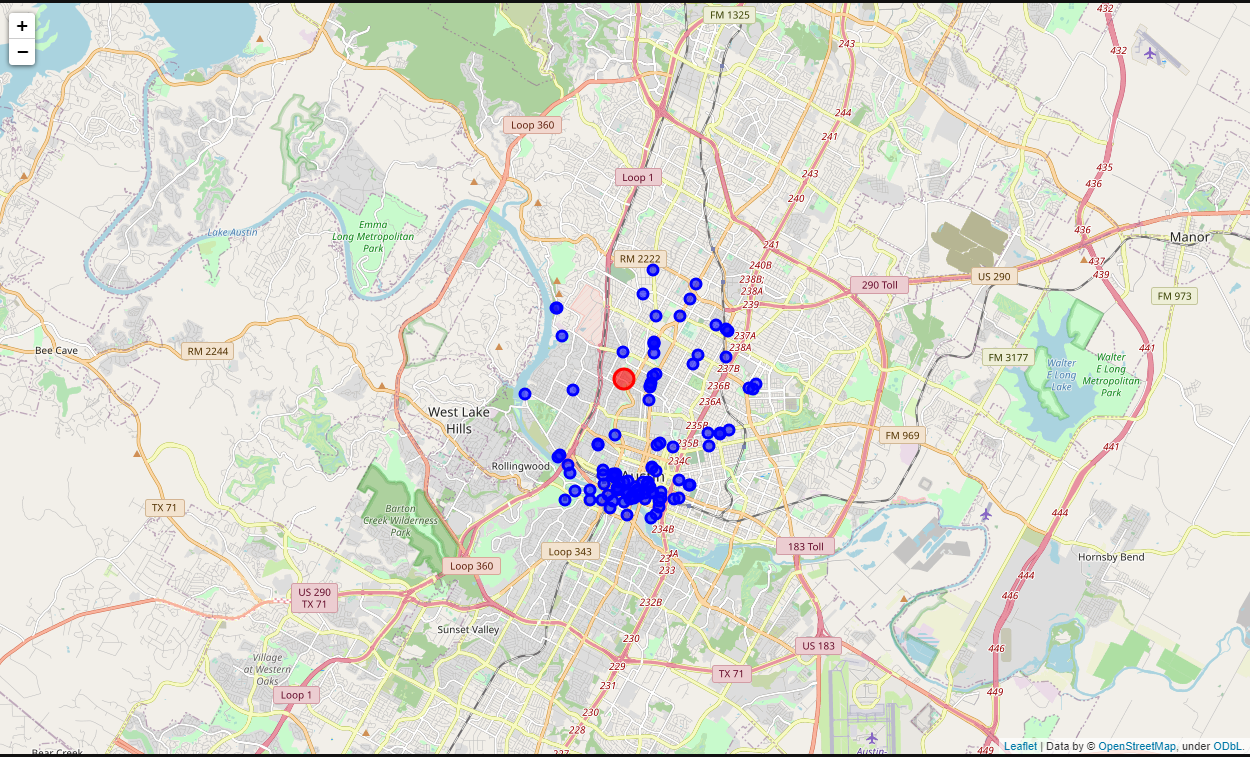 +
−
FM 1325
432
432
243
Loop 360
244
241
435
Loop 1
243
436
240
Emma
Long Metropolitan
Park
Lake Austin
241
436
Manor
RM 2222
240B
437
439
238B;
238A
US 290
290 Toll
FM 973
239
237A
238A
441
Bee Cave
RM 2244
FM 3177
Walter
E Long
Lake
Walter
E Long
Metropolitan
Park
237B
236B
236A
West Lake
Hills
235B
235B
FM 969
441
234C
Rollingwood
Austin
TX 71
Barton
Creek Wilderness
Park
444
234B
183 Toll
Loop 343
Hornsby Bend
Loop 360
233
444
US 290
TX 71
446
232B
Sunset Valley
230
US 183
446
Village
at Western
Oaks
229
TX 71
231
Loop 1
449
230
228
Bear Creek
227
Austin-
449
Leaflet | Data by © OpenStreetMap, under ODbL.